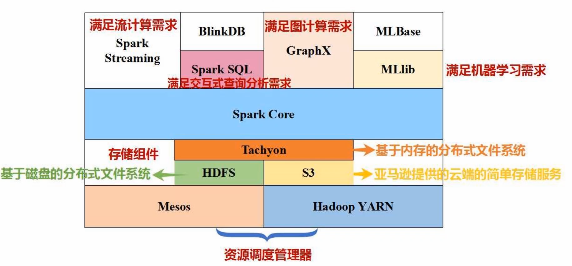 满足流计算需求
Spark
Streaming
BlinkDB
Spark SQL
满足交互式查询分析需求
满足图计算需求
GraphX
MLBase
MLlib
满足机器学习需求
Spark Core
存储组件
Tachyon
基于内存的分布式文件系统
基于磁盘的分布式文件系统
HDFS
S3
亚马逊提供的云端的简单存储服务
Mesos
Hadoop YARN
资源调度管理器